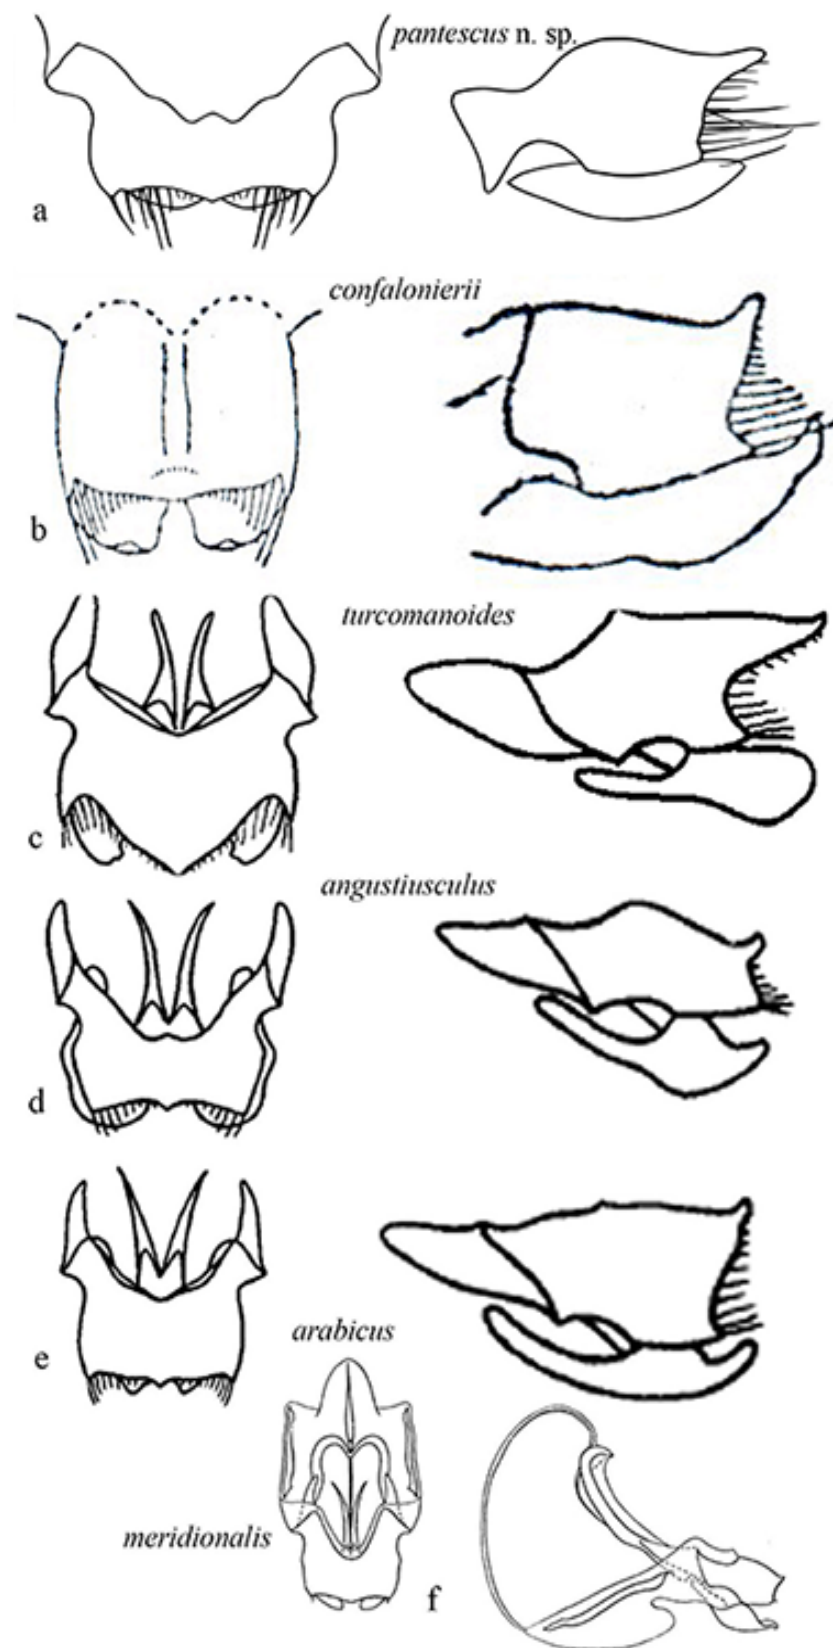 pantescus n. sp.
a
confalonierii
b
turcomanoides
c
angustiusculus
d
arabicus
e
meridionalis
f